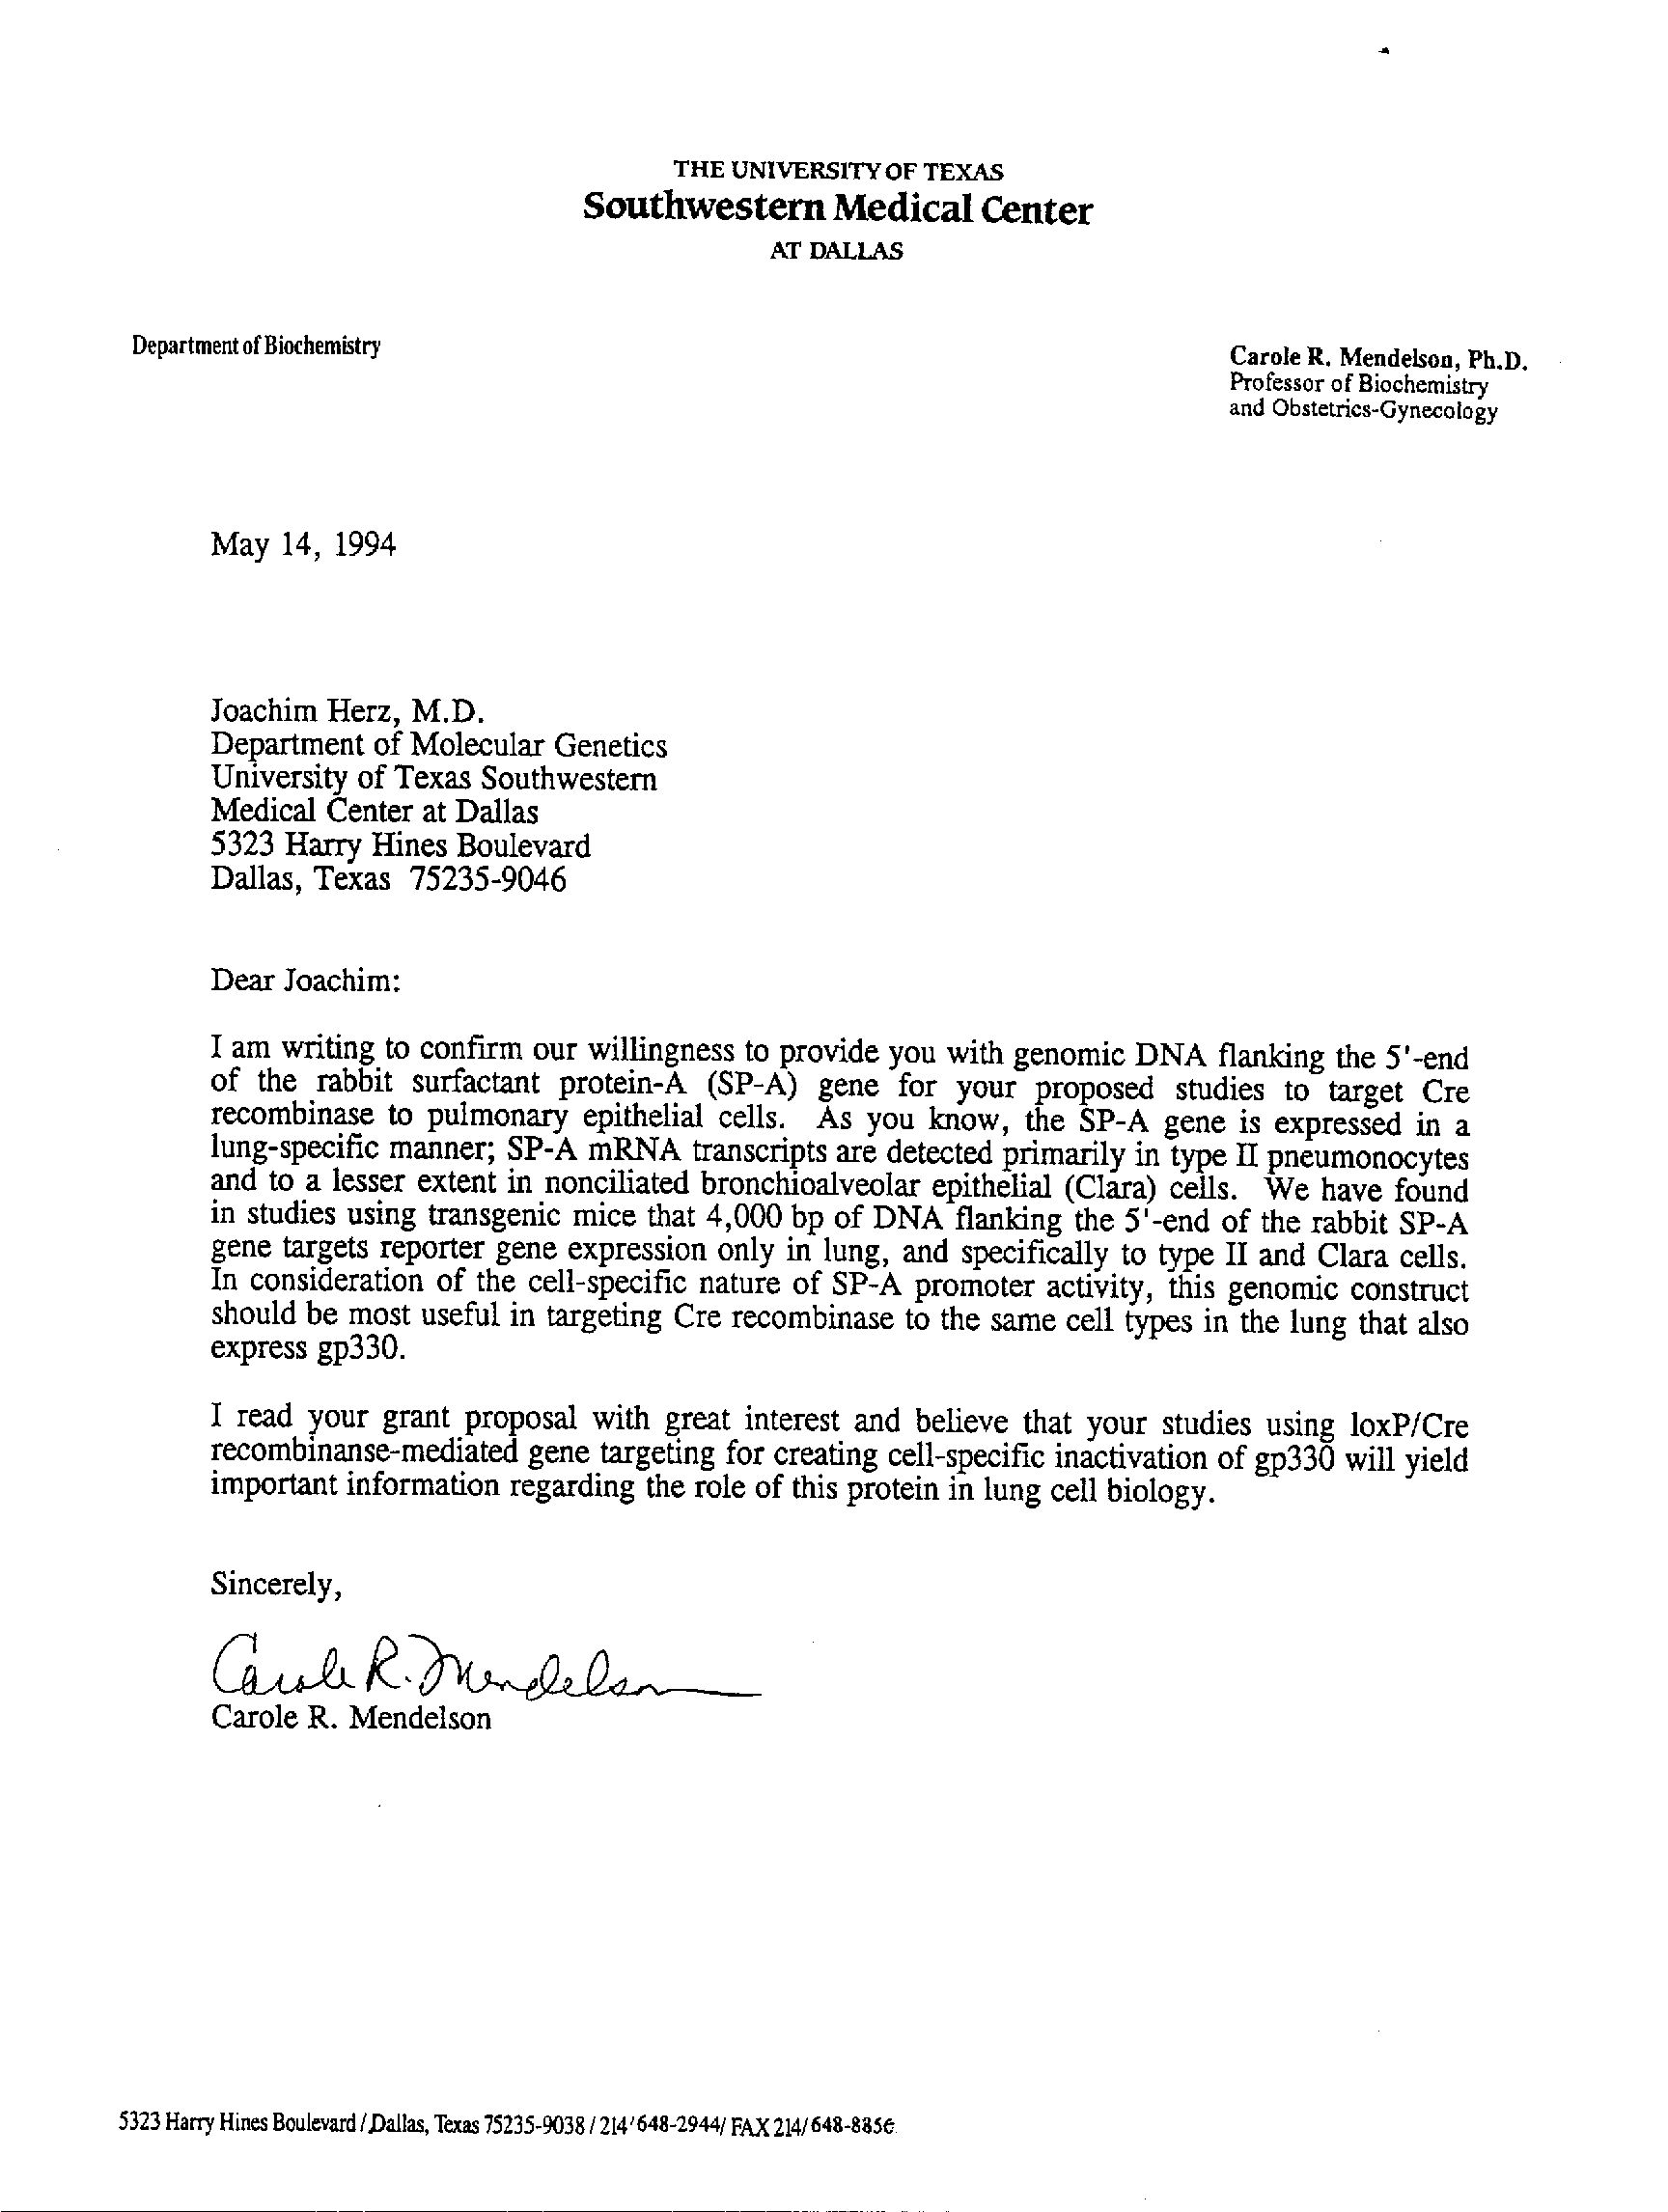 THE UNIVERSITY OF TEXAS
Southwestern Medical Center
AT DALLAS
Department of Biochemistry
Carole R. Mendelson, Ph.D.
Professor of Biochemistry
and Obstetrics-Gynecology
May 14, 1994
Joachim Herz, M.D.
Department of Molecular Genetics
University of Texas Southwestern
Medical Center at Dallas
5323 Harry Hines Boulevard
Dallas, Texas 75235-9046
Dear Joachim:
I am writing to confirm our willingness to provide you with genomic DNA flanking the 5'-end
of the rabbit surfactant protein-A (SP-A) gene for your proposed studies to target Cre
recombinase to pulmonary epithelial cells. As you know, the SP-A gene is expressed in a
lung-specific manner; SP-A mRNA transcripts are detected primarily in type II pneumonocytes
and to a lesser extent in nonciliated bronchioalveolar epithelial (Clara) cells. We have found
in studies using transgenic mice that 4,000 bp of DNA flanking the 5'-end of the rabbit SP-A
gene targets reporter gene expression only in lung, and specifically to type II and Clara cells.
In consideration of the cell-specific nature of SP-A promoter activity, this genomic construct
should be most useful in targeting Cre recombinase to the same cell types in the lung that also
express gp330.
I read your grant proposal with great interest and believe that your studies using loxP/Cre
recombinanse-mediated gene targeting for creating cell-specific inactivation of gp330 will yield
important information regarding the role of this protein in lung cell biology.
Sincerely,
Carole R. Mendelson
Carole R. Mendelson
5323 Harry Hines Boulevard / Dallas, Texas 75235-9038 / 214/648-2944/ FAX 214/648-8856